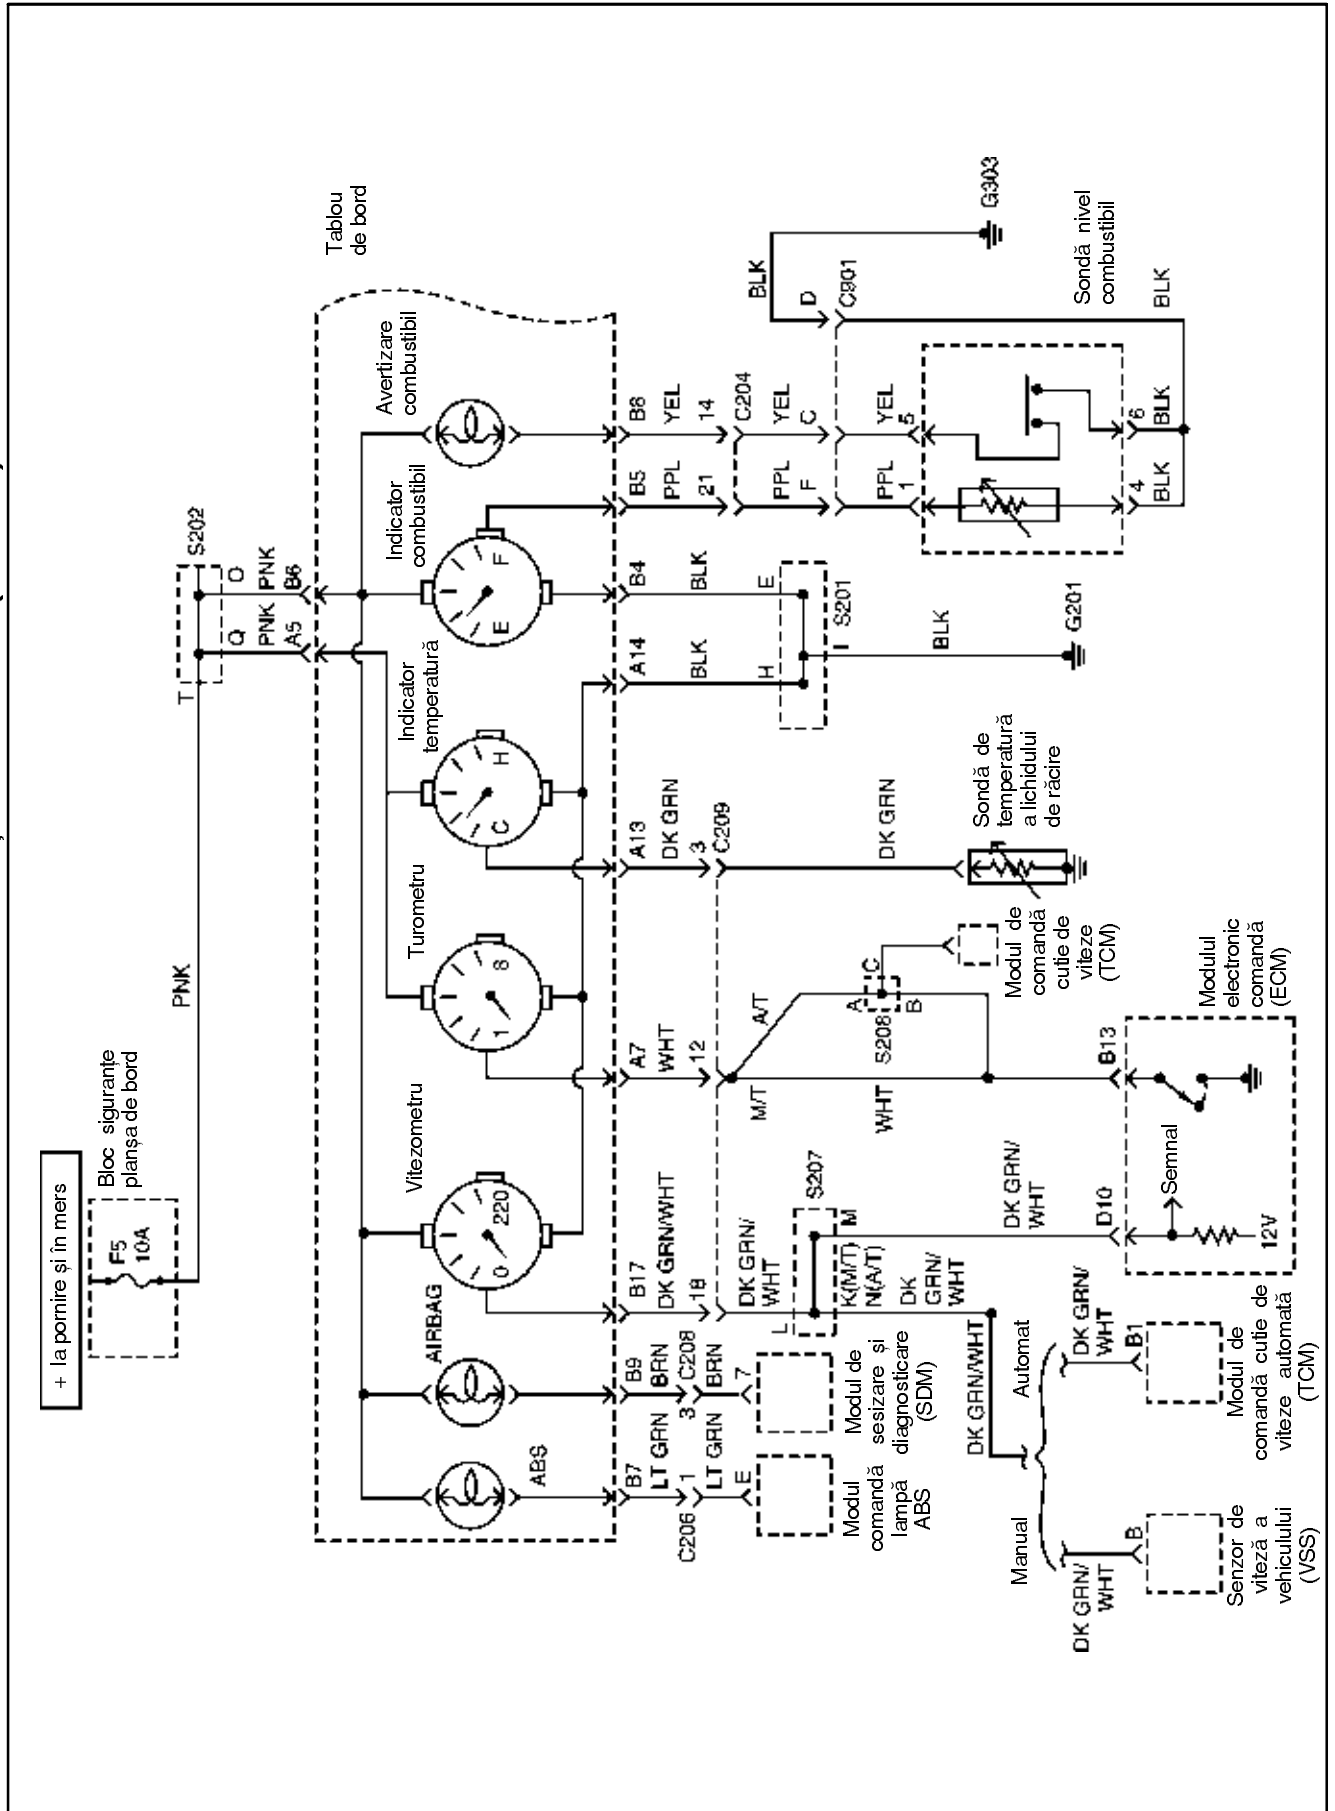 + la pornire și în mers
Bloc siguranțe
planșa de bord
F5
10A
PNK
T
S202
Q
O
PNK
PNK
A5
B6
Tablou
de bord
ABS
AIRBAG
Vitezometru
0
220
Turometru
1
8
Indicator
temperatură
C
H
Indicator
combustibil
E
F
Avertizare
combustibil
B7
LT GRN
C206
1
LT GRN
E
Modul
comandă
lampă
ABS
B9
BRN
3
C208
BRN
7
Modul de
sesizare și
diagnosticare
(SDM)
B17
DK GRN/WHT
18
DK GRN/
WHT
L
S207
M
K(M/T)
N(A/T)
DK
GRN/
WHT
DK GRN/
WHT
D10
Semnal
12V
DK GRN/WHT
Manual
Automat
DK GRN/
WHT
B
Senzor de
viteză a
vehiculului
(VSS)
DK GRN/
WHT
B1
Modul de
comandă cutie de
viteze automată
(TCM)
A7
WHT
12
M/T
A/T
WHT
A
C
B
S208
Modul de
comandă
cutie de
viteze
(TCM)
B13
Modulul
electronic
comandă
(ECM)
A13
DK GRN
3
C209
DK GRN
Sondă de
temperatură
a lichidului
de răcire
A14
BLK
H
B4
BLK
E
S201
I
BLK
G201
B5
PPL
21
PPL
F
PPL
1
B8
YEL
14
C204
YEL
C
YEL
5
BLK
D
C901
G303
Sondă nivel
combustibil
4
BLK
6
BLK
BLK